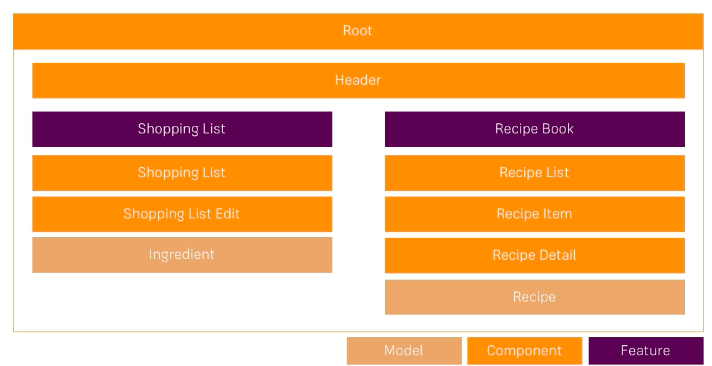 Root
Header
Shopping List
Shopping List
Shopping List Edit
Ingredient
Recipe Book
Recipe List
Recipe Item
Recipe Detail
Recipe
Model
Component
Feature